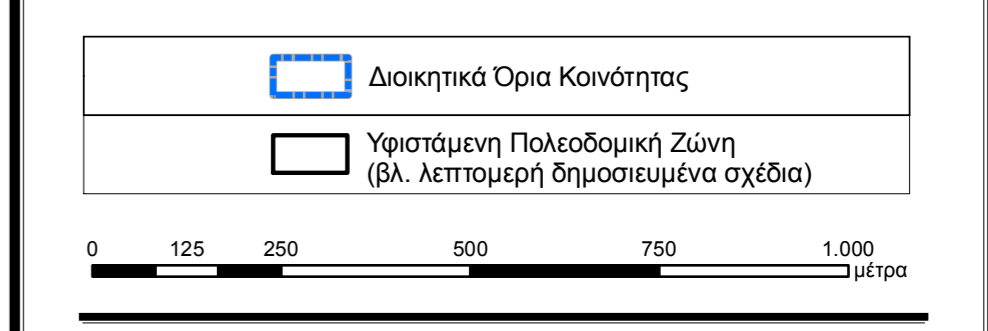 Διοικητικά Όρια Κοινότητας
Υφιστάμενη Πολεοδομική Ζώνη
(βλ. λεπτομερή δημοσιευμένα σχέδια)
0 125 250 500 750 1.000
μέτρα